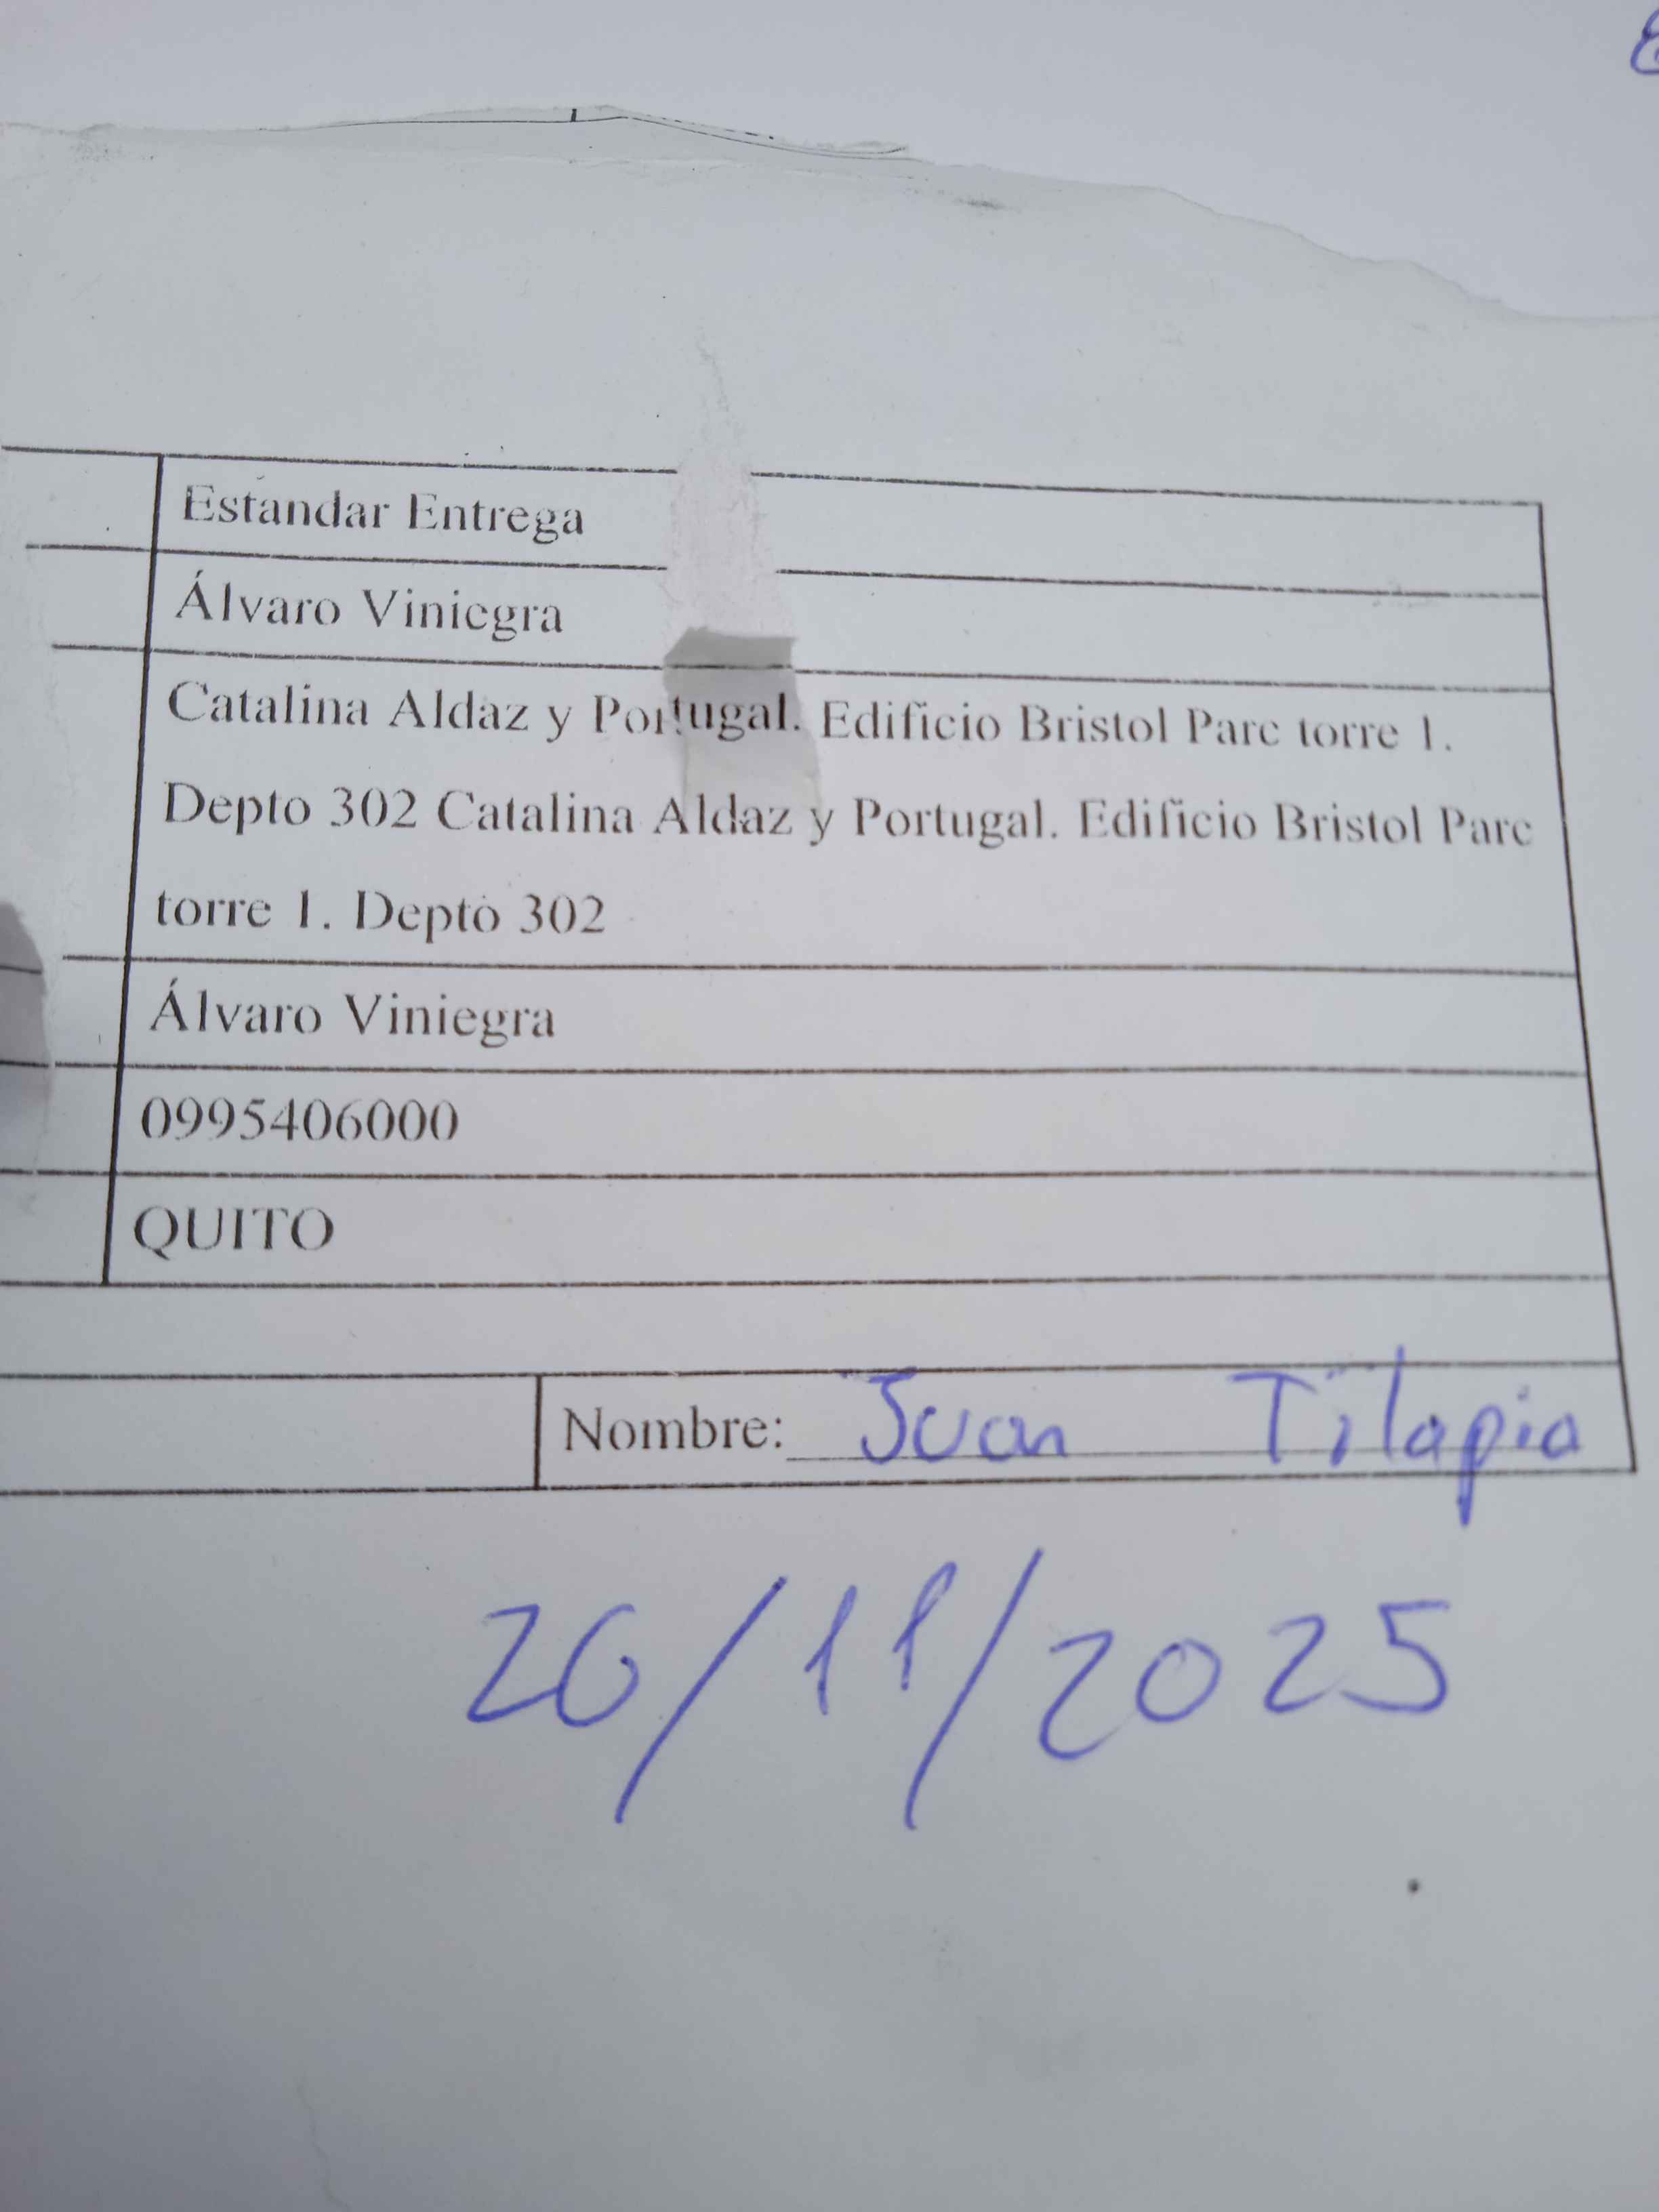 Estandar Entrega
Álvaro Viniegra
Catalina Aldaz y Portugal. Edificio Bristol Parc torre 1.
Depto 302 Catalina Aldaz y Portugal. Edificio Bristol Parc
torre 1. Depto 302
Álvaro Viniegra
0995406000
QUITO
Nombre: Juan Tilapia
26/11/2025